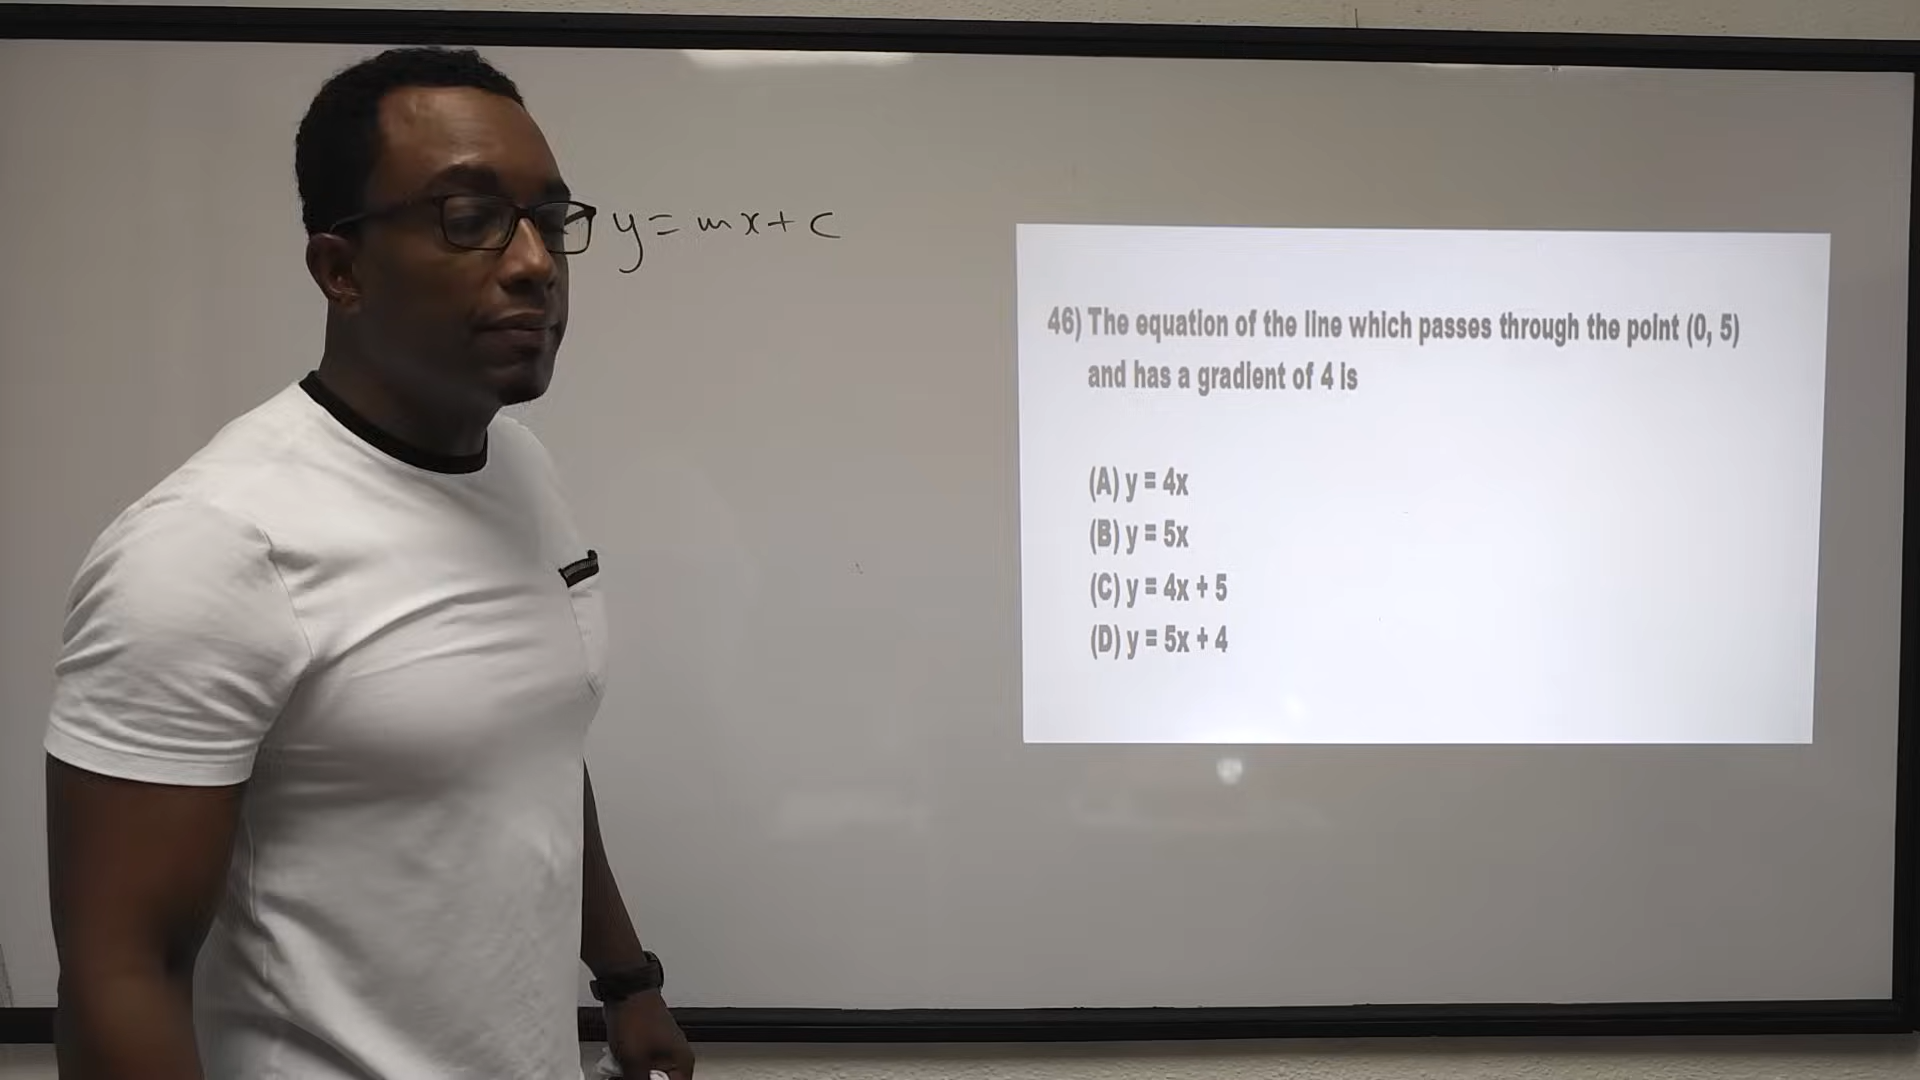 y = mx + c
46) The equation of the line which passes through the point (0, 5)
and has a gradient of 4 is
(A) y = 4x
(B) y = 5x
(C) y = 4x + 5
(D) y = 5x + 4